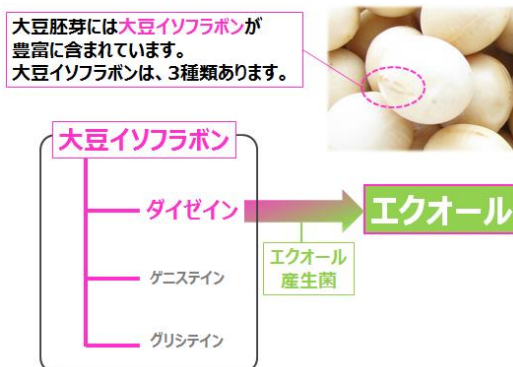 大豆胚芽には大豆イソフラボンが
豊富に含まれています。
大豆イソフラボンは、3種類あります。
大豆イソフラボン
ダイゼイン
エクオール
エクオール
産生菌
ゲニステイン
グリシテイン